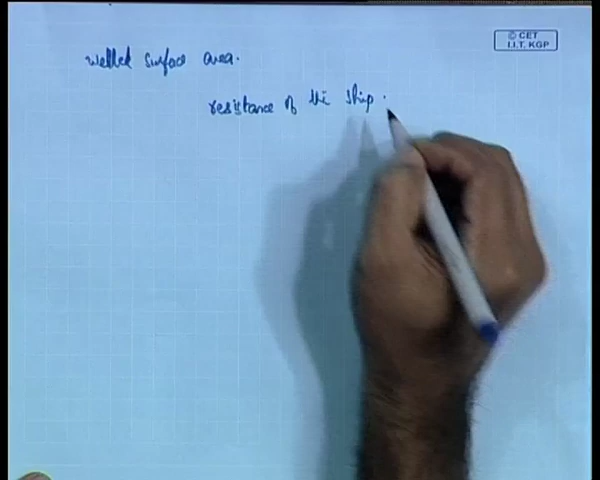 © CET
I.I.T. KGP
wetted surface area.
resistance of the ship.